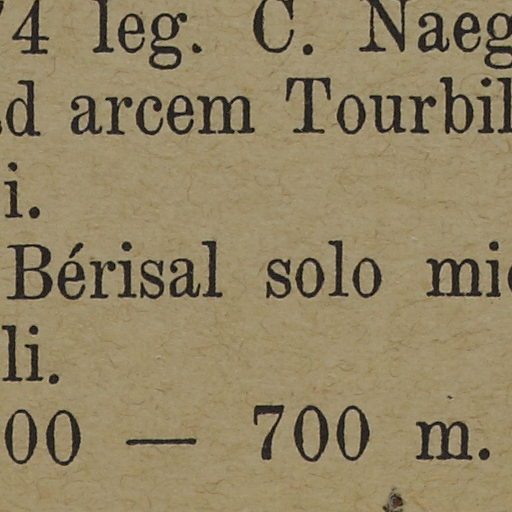 74 leg. C. Naeg
d arcem Tourbil
i.
Bérisal solo mi
li.
00 — 700 m.